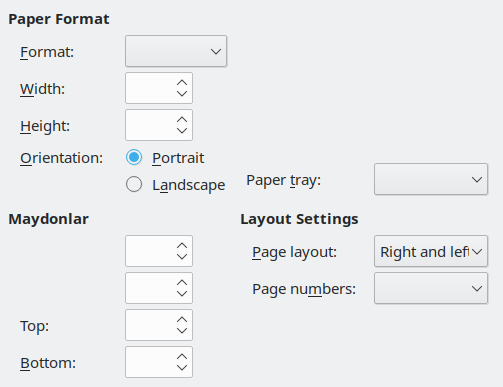 Paper Format
Format:
Width:
Height:
Orientation: Portrait
Landscape
Paper tray:
Maydonlar
Layout Settings
Page layout: Right and left
Page numbers:
Top:
Bottom: